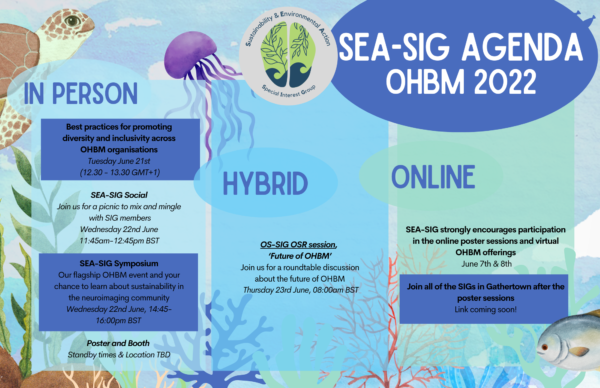 Sustainability & Environmental Action
Special Interest Group
SEA-SIG AGENDA
OHBM 2022
IN PERSON
Best practices for promoting
diversity and inclusivity across
OHBM organisations
Tuesday June 21st
(12.30 - 13.30 GMT+1)
SEA-SIG Social
Join us for a picnic to mix and mingle
with SIG members
Wednesday 22nd June
11:45am-12:45pm BST
SEA-SIG Symposium
Our flagship OHBM event and your
chance to learn about sustainability in
the neuroimaging community
Wednesday 22nd June, 14:45-
16:00pm BST
Poster and Booth
Standby times & Location TBD
HYBRID
OS-SIG OSR session,
'Future of OHBM'
Join us for a roundtable discussion
about the future of OHBM
Thursday 23rd June, 08:00am BST
ONLINE
SEA-SIG strongly encourages participation
in the online poster sessions and virtual
OHBM offerings
June 7th & 8th
Join all of the SIGs in Gathertown after the
poster sessions
Link coming soon!